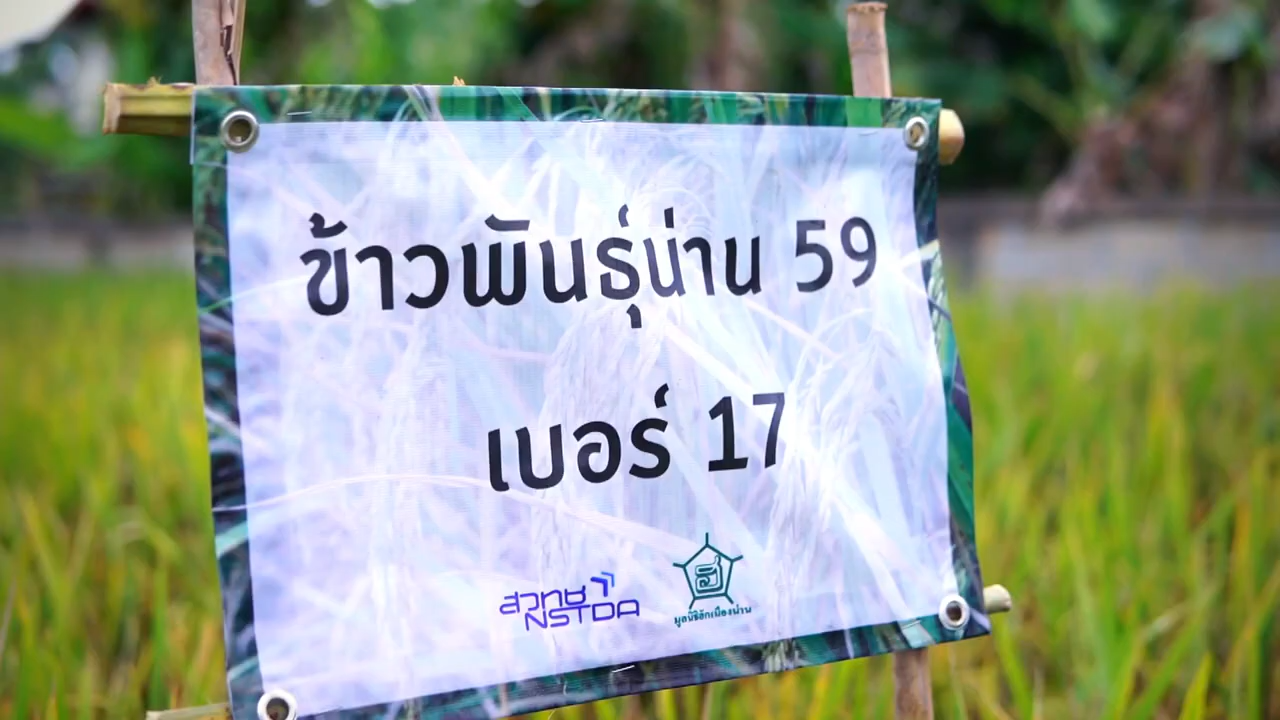 ข้าวพันธุ์น่าน 59
เบอร์ 17
สวทช
NSTDA
มูลนิธิฮักเมืองน่าน